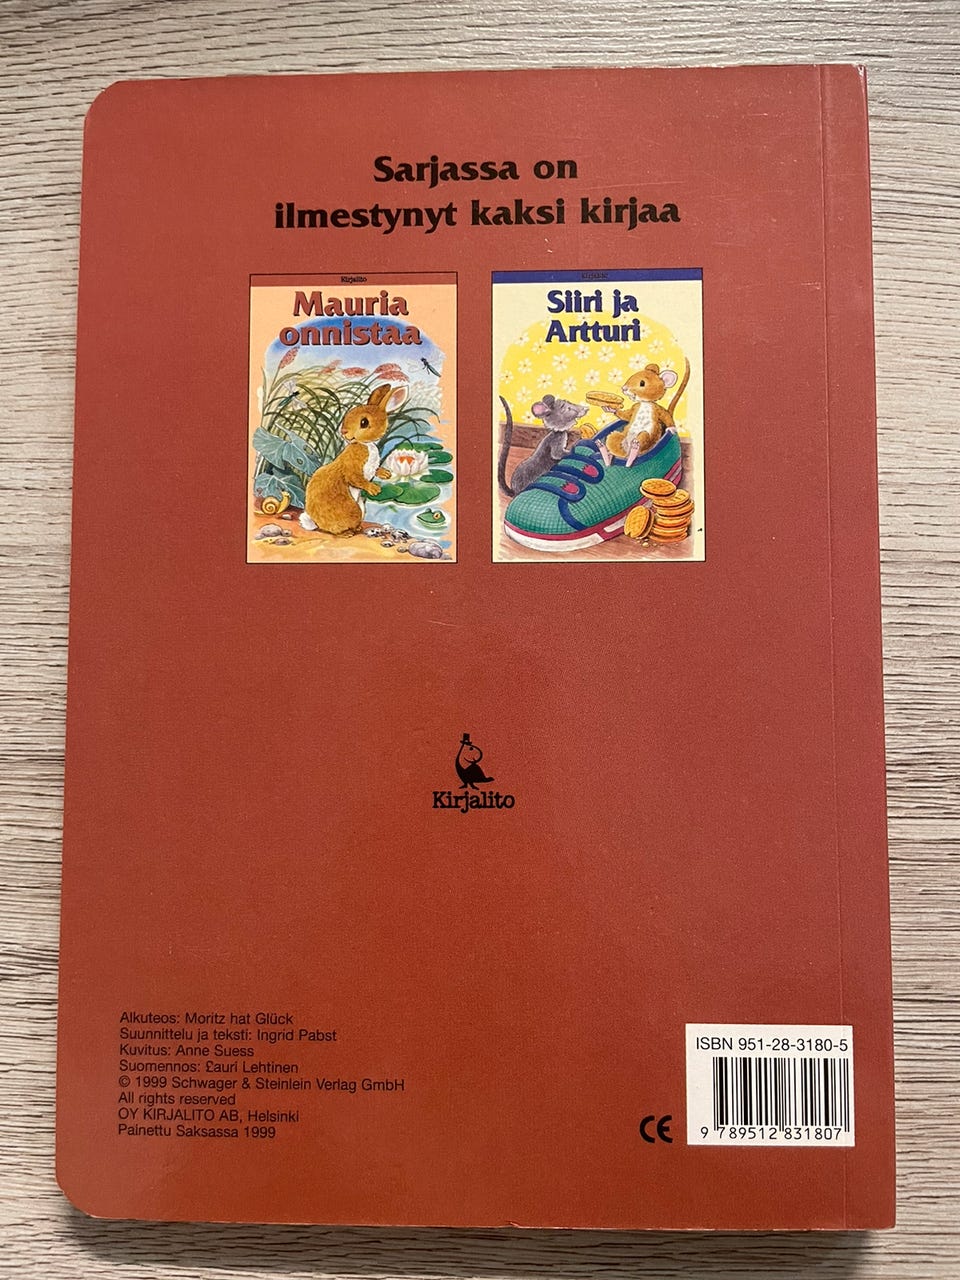 Sarjassa on
ilmestynyt kaksi kirjaa
Kirjalito
Mauria
onnistaa
Kirjalito
Siiri ja
Artturi
Kirjalito
Alkuteos: Moritz hat Glück
Suunnittelu ja teksti: Ingrid Pabst
Kuvitus: Anne Suess
Suomennos: £auri Lehtinen
© 1999 Schwager & Steinlein Verlag GmbH
All rights reserved
OY KIRJALITO AB, Helsinki
Painettu Saksassa 1999
CE
ISBN 951-28-3180-5
9 789512 831807